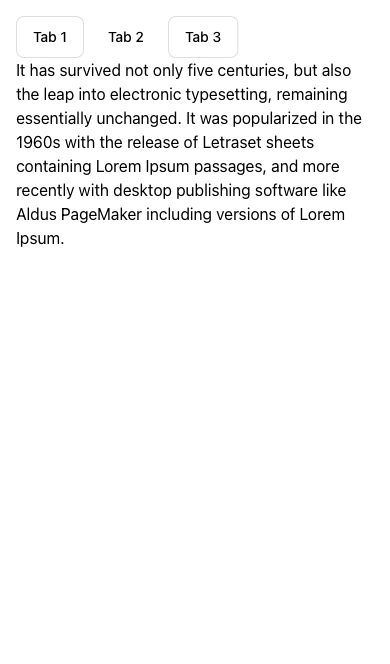 Tab 1 Tab 2 Tab 3
It has survived not only five centuries, but also
the leap into electronic typesetting, remaining
essentially unchanged. It was popularized in the
1960s with the release of Letraset sheets
containing Lorem Ipsum passages, and more
recently with desktop publishing software like
Aldus PageMaker including versions of Lorem
Ipsum.